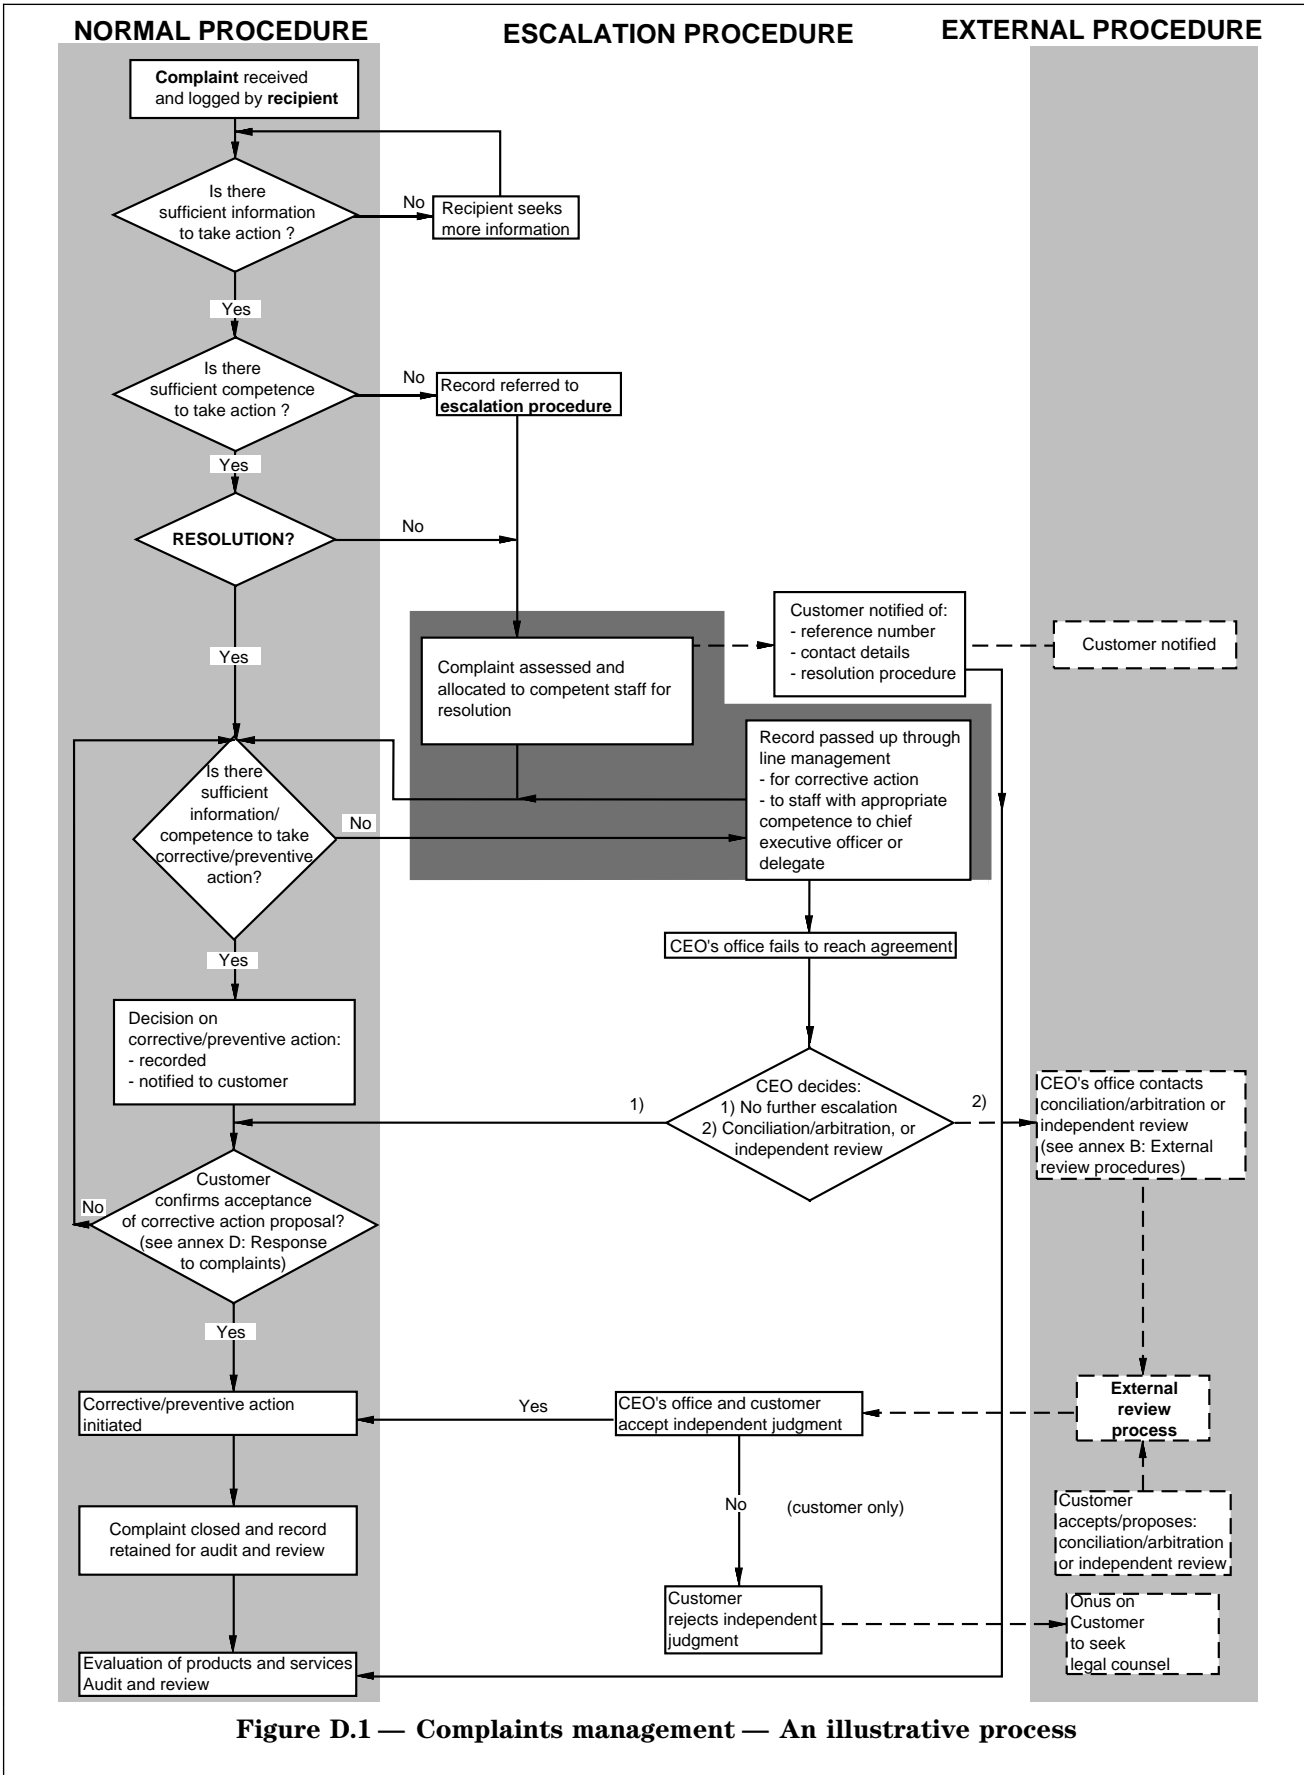 NORMAL PROCEDURE
ESCALATION PROCEDURE
EXTERNAL PROCEDURE
Complaint received
and logged by recipient
Is there
sufficient information
to take action ?
No
Recipient seeks
more information
Yes
Is there
sufficient competence
to take action ?
No
Record referred to
escalation procedure
Yes
RESOLUTION?
No
Yes
Complaint assessed and
allocated to competent staff for
resolution
Customer notified of:
- reference number
- contact details
- resolution procedure
Customer notified
Record passed up through
line management
- for corrective action
- to staff with appropriate
competence to chief
executive officer or
delegate
Is there
sufficient
information/
competence to take
corrective/preventive
action?
No
Yes
CEO's office fails to reach agreement
Decision on
corrective/preventive action:
- recorded
- notified to customer
CEO decides:
1) No further escalation
2) Conciliation/arbitration, or
independent review
1)
2)
CEO's office contacts
conciliation/arbitration or
independent review
(see annex B: External
review procedures)
Customer
confirms acceptance
of corrective action proposal?
(see annex D: Response
to complaints)
No
Yes
Corrective/preventive action
initiated
Yes
CEO's office and customer
accept independent judgment
External
review
process
No
(customer only)
Customer
accepts/proposes:
conciliation/arbitration
or independent review
Complaint closed and record
retained for audit and review
Customer
rejects independent
judgment
Onus on
Customer
to seek
legal counsel
Evaluation of products and services
Audit and review
Figure D.1 — Complaints management — An illustrative process